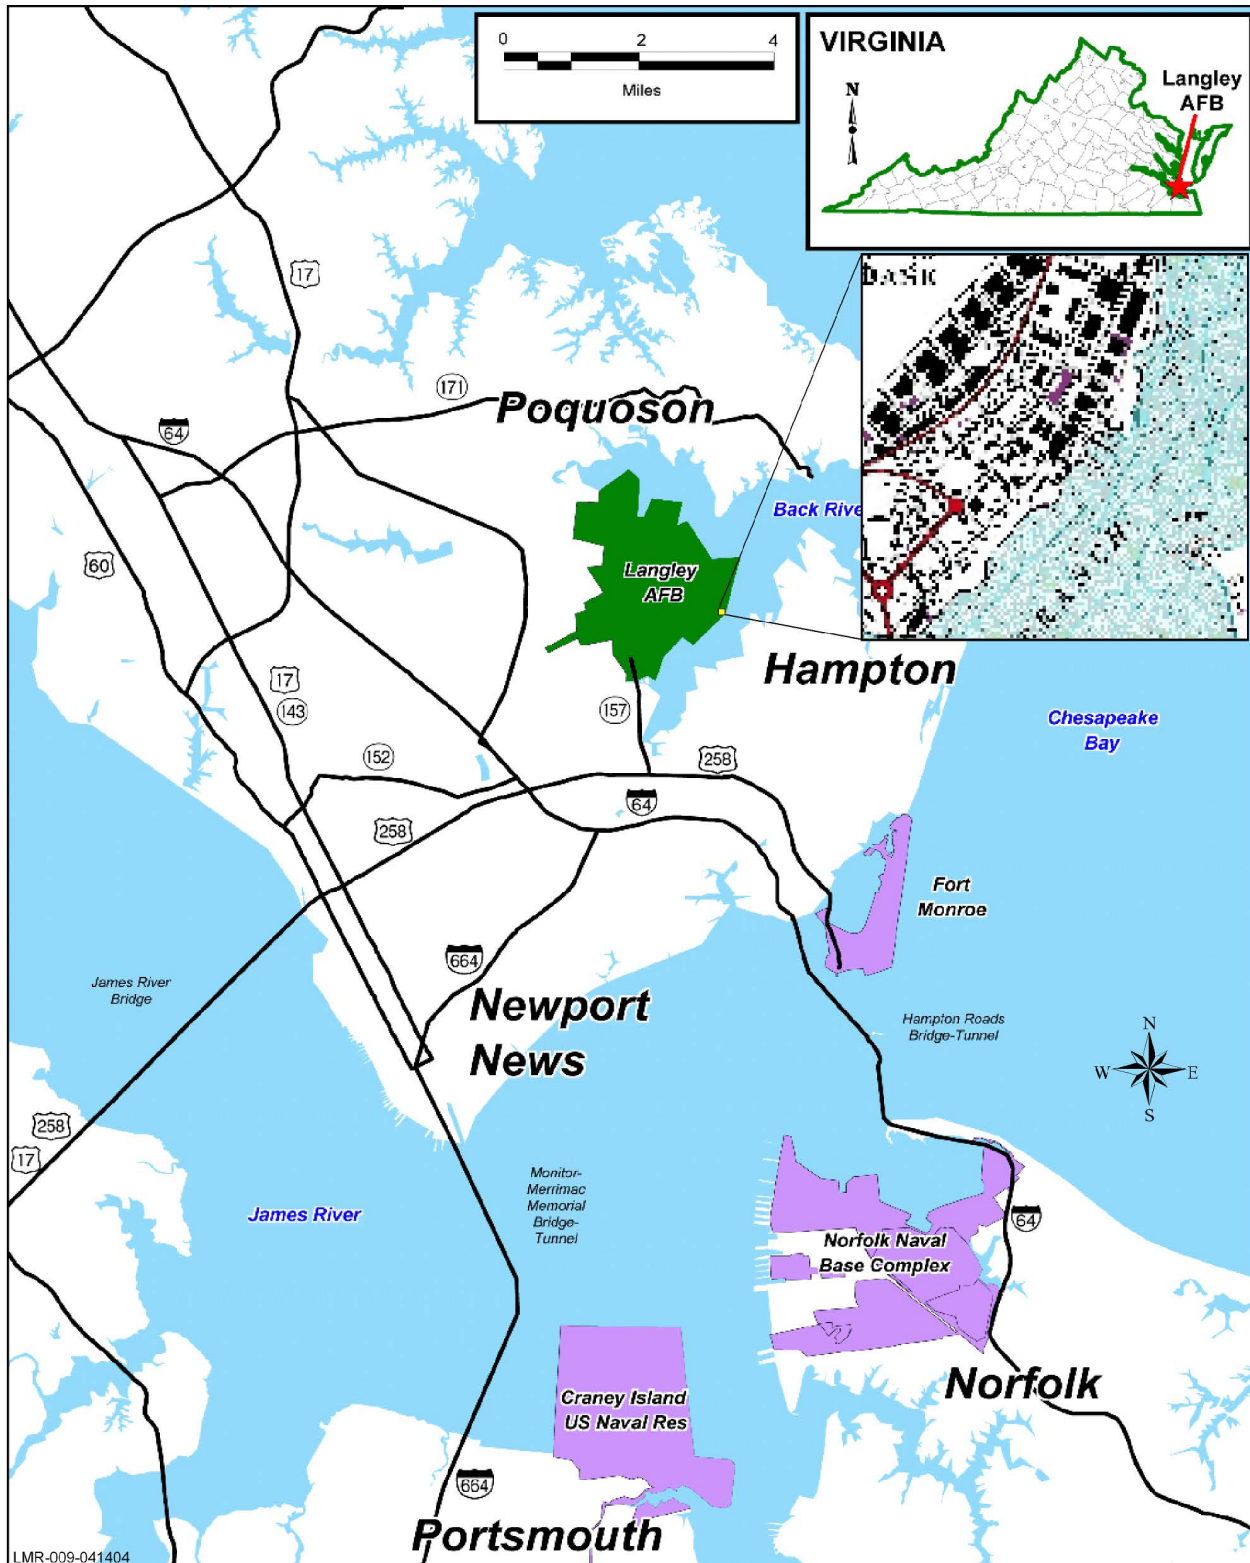 0 2 4
Miles
VIRGINIA
N
Langley
AFB
17
171
Poquoson
64
Back Rive
60
Langley
AFB
Hampton
17
143
157
152
258
258
64
Chesapeake
Bay
Fort
Monroe
664
James River
Bridge
Newport
News
Hampton Roads
Bridge-Tunnel
N
W E
S
258
17
James River
Monitor-
Merrimac
Memorial
Bridge-
Tunnel
64
Norfolk Naval
Base Complex
Norfolk
Craney Island
US Naval Res
664
Portsmouth
LMR-009-041404